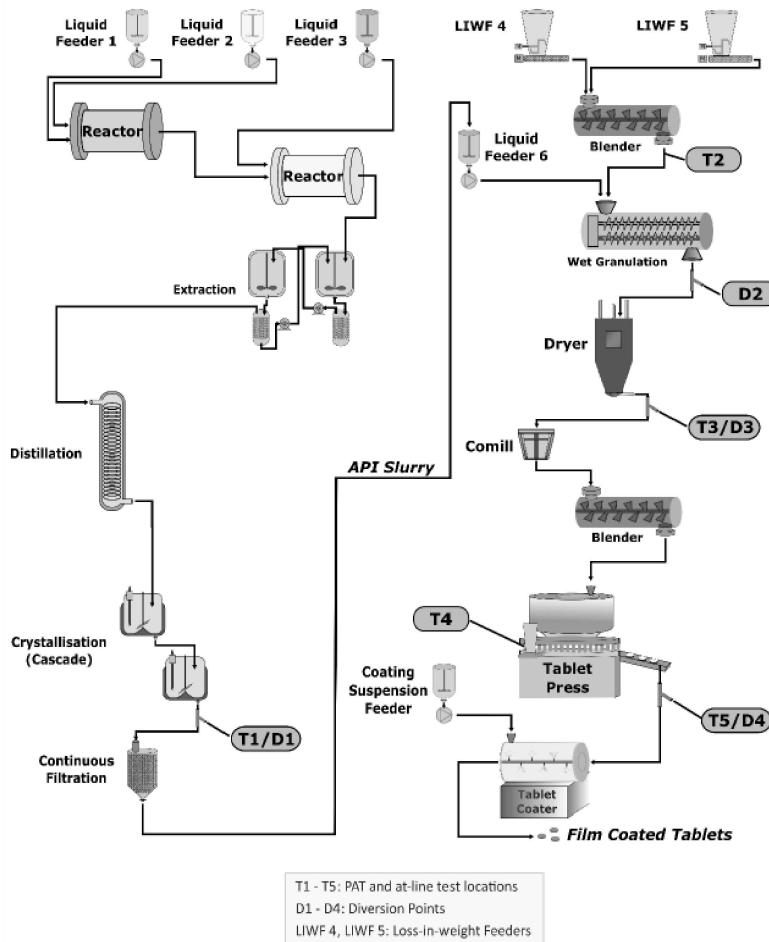 Liquid
Feeder 1
Liquid
Feeder 2
Liquid
Feeder 3
Reactor
Reactor
Extraction
Distillation
Crystallisation
(Cascade)
T1/D1
Continuous
Filtration
API Slurry
LIWF 4
LIWF 5
Blender
T2
Liquid
Feeder 6
Wet Granulation
D2
Dryer
T3/D3
Comill
Blender
T4
Tablet
Press
Coating
Suspension
Feeder
T5/D4
Tablet
Coater
Film Coated Tablets
T1 - T5: PAT and at-line test locations
D1 - D4: Diversion Points
LIWF 4, LIWF 5: Loss-in-weight Feeders